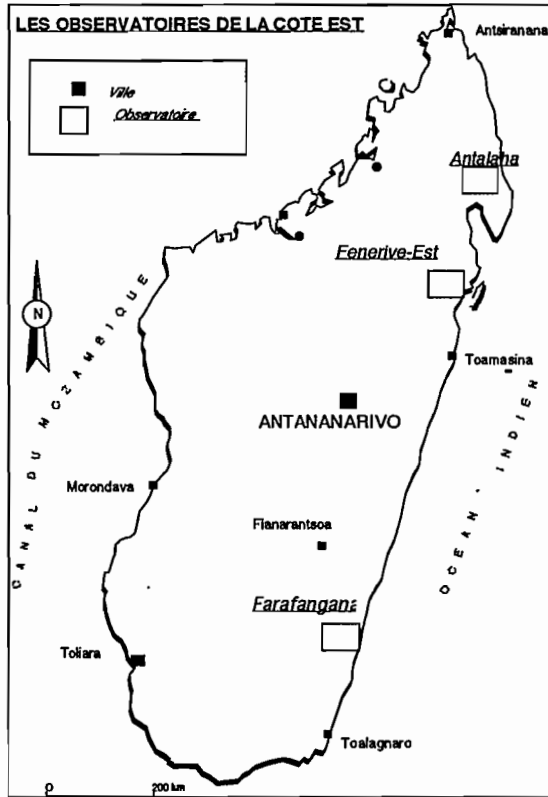 LES OBSERVATOIRES DE LA COTE EST
Antsiranana
Ville
Observatoire
Antalaha
Fenerive-Est
N
CANAL DU MOZAMBIQUE
Toamasina
ANTANANARIVO
OCEAN INDIEN
Morondava
Fianarantsoa
Farafangana
Toliara
Toalagnaro
0 200 km